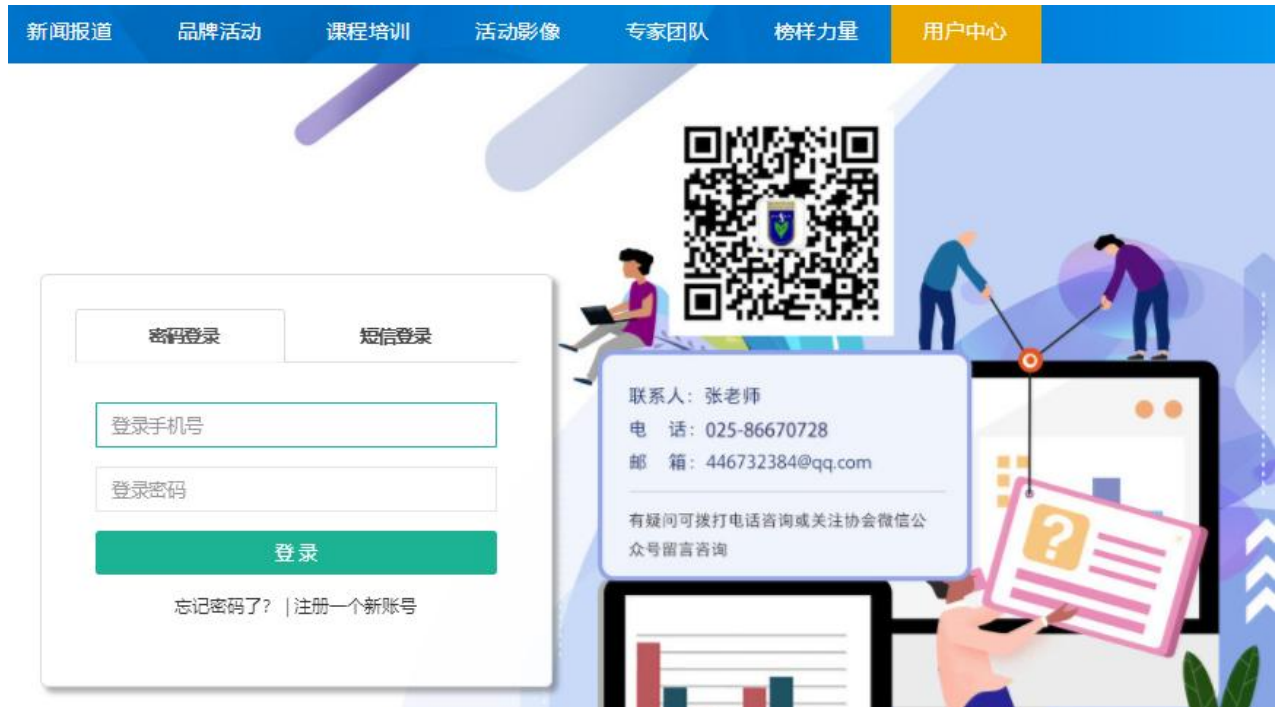 新闻报道 品牌活动 课程培训 活动影像 专家团队 榜样力量 用户中心
密码登录 短信登录
登录手机号
登录密码
登录
忘记密码了? |注册一个新账号
联系人：张老师
电 话：025-86670728
邮 箱：446732384@qq.com
有疑问可拨打电话咨询或关注协会微信公
众号留言咨询
?